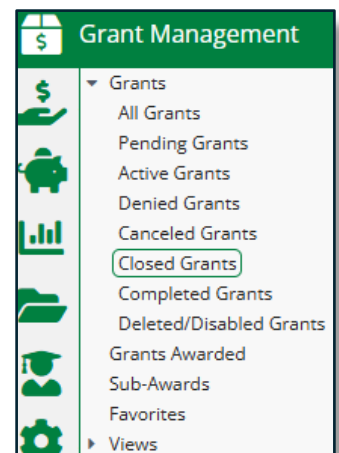 $ Grant Management
Grants
All Grants
Pending Grants
Active Grants
Denied Grants
Canceled Grants
Closed Grants
Completed Grants
Deleted/Disabled Grants
Grants Awarded
Sub-Awards
Favorites
Views